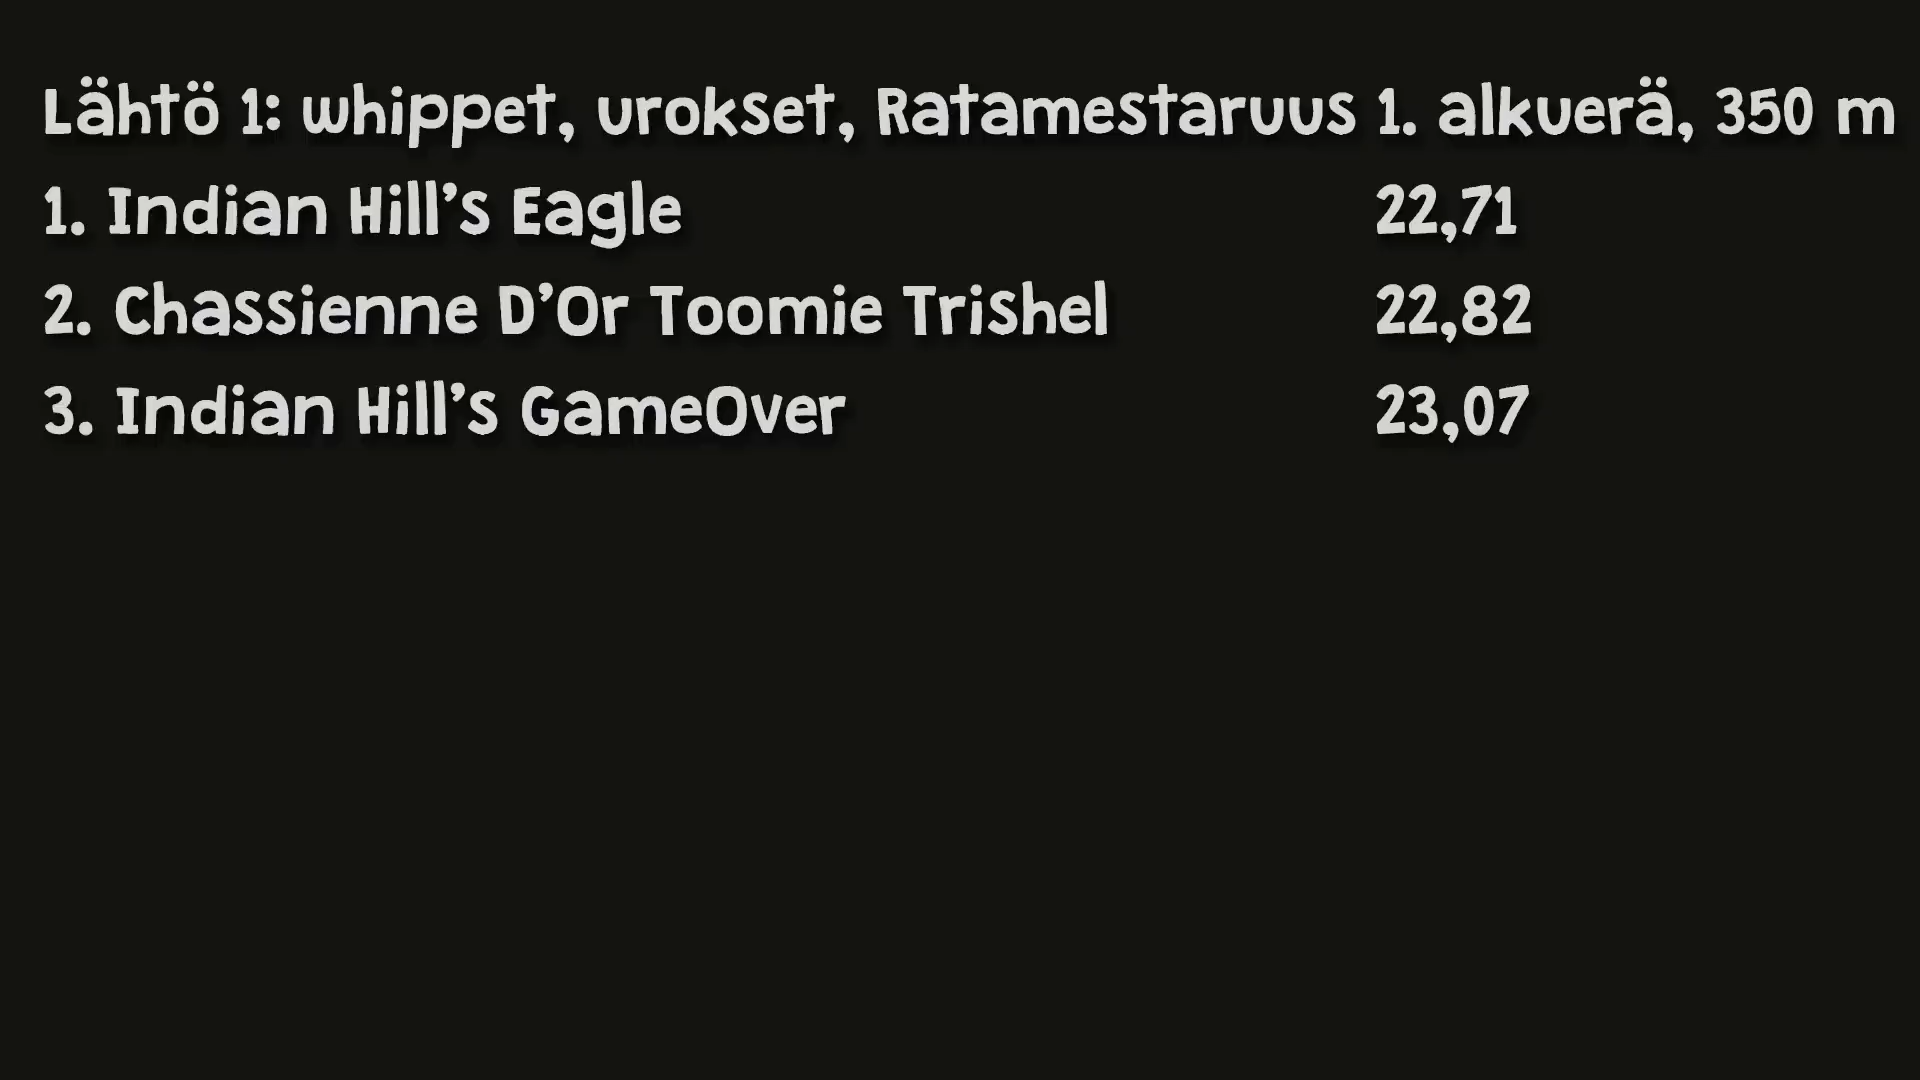 Lähtö 1: whippet, urokset, Ratamestaruus 1. alkuerä, 350 m
1. Indian Hill's Eagle 22,71
2. Chassienne D'Or Toomie Trishel 22,82
3. Indian Hill's GameOver 23,07